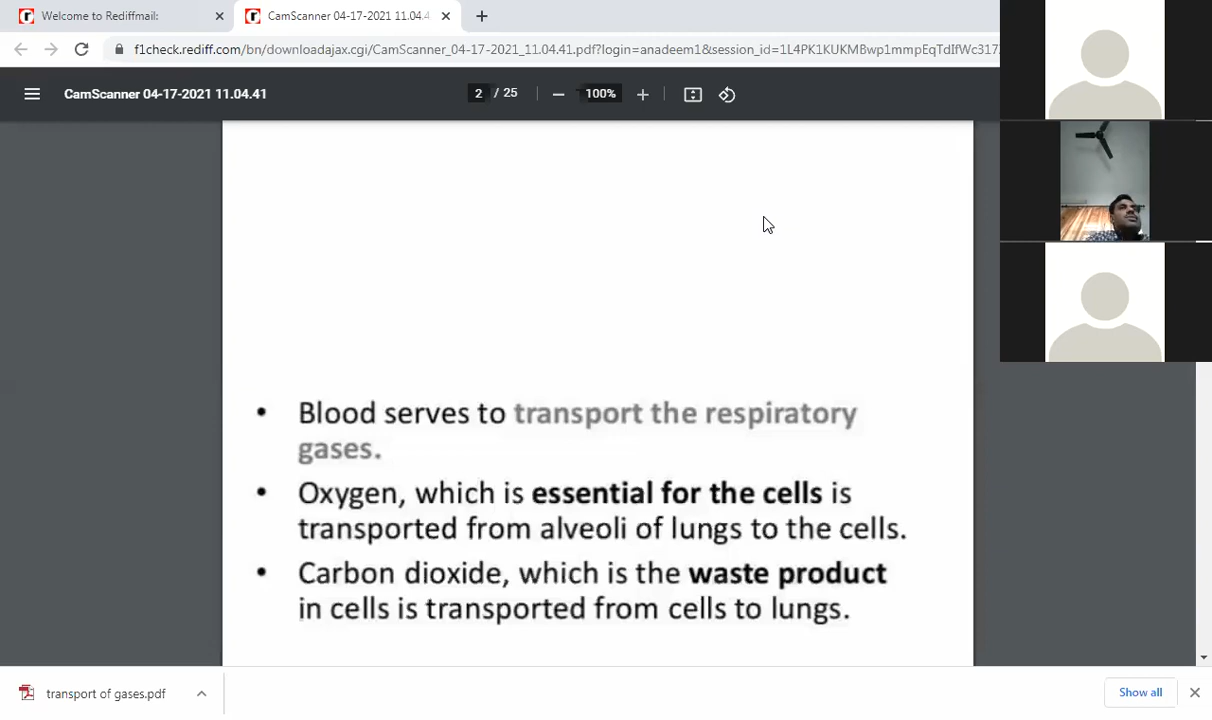 Welcome to Rediffmail:
CamScanner 04-17-2021 11.04.4
f1check.rediff.com/bn/downloadajax.cgi/CamScanner_04-17-2021_11.04.41.pdf?login=anadeem1&session_id=1L4PK1KUKMBwp1mmpEqTdIfWc317
CamScanner 04-17-2021 11.04.41
2 / 25
100%
• Blood serves to transport the respiratory
gases.
• Oxygen, which is essential for the cells is
transported from alveoli of lungs to the cells.
• Carbon dioxide, which is the waste product
in cells is transported from cells to lungs.
transport of gases.pdf
Show all